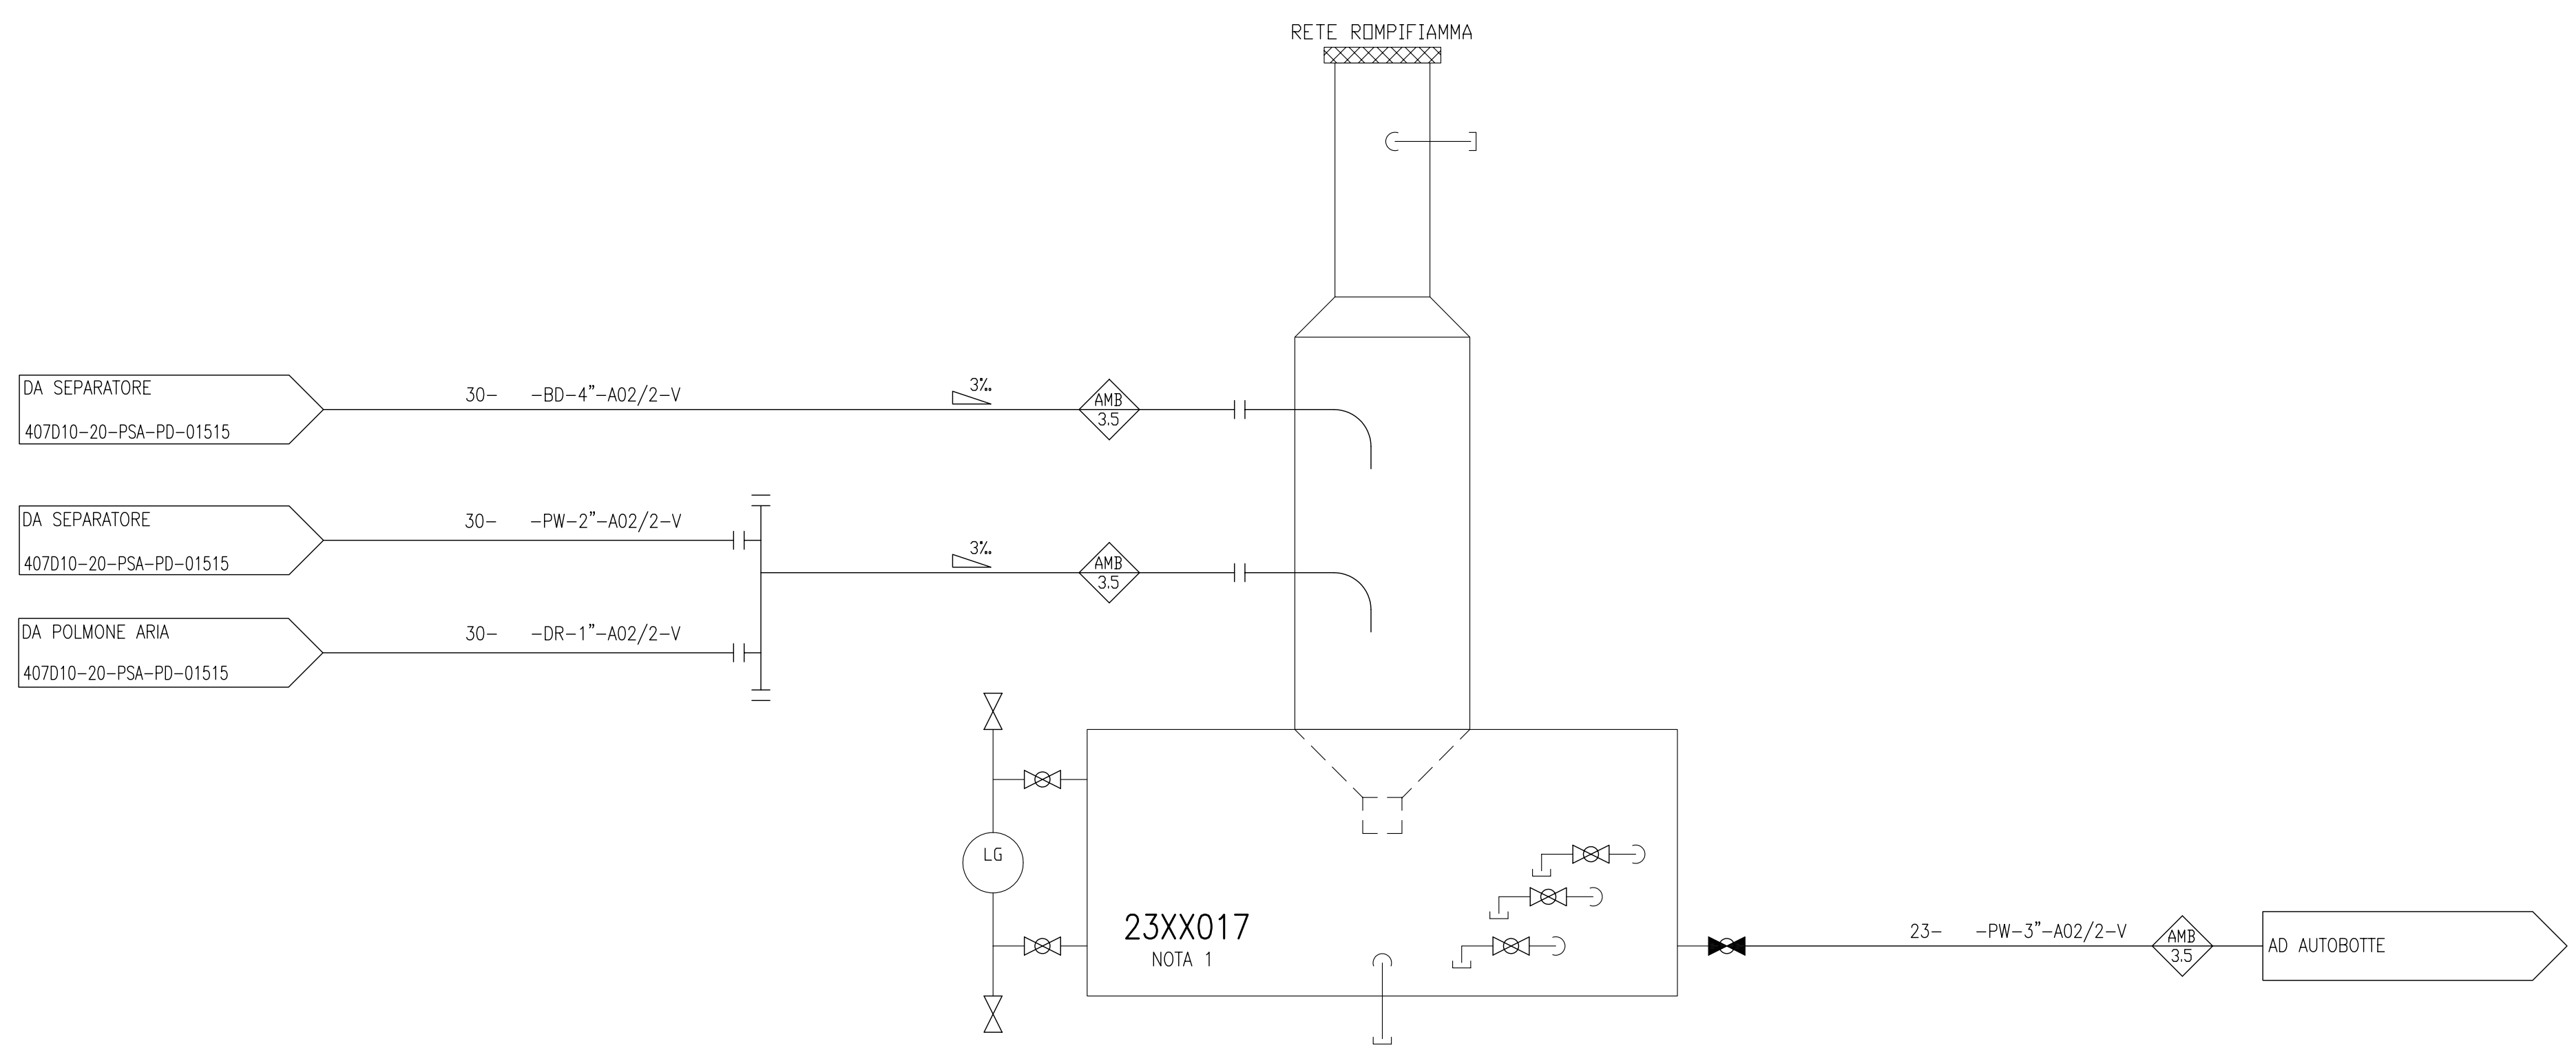 RETE ROMPIFIAMMA
DA SEPARATORE
407D10-20-PSA-PD-01515
30-   -BD-4"-A02/2-V
3‰
AMB
3.5
DA SEPARATORE
407D10-20-PSA-PD-01515
30-   -PW-2"-A02/2-V
3‰
AMB
3.5
DA POLMONE ARIA
407D10-20-PSA-PD-01515
30-   -DR-1"-A02/2-V
LG
23XX017
NOTA 1
23-   -PW-3"-A02/2-V
AMB
3.5
AD AUTOBOTTE